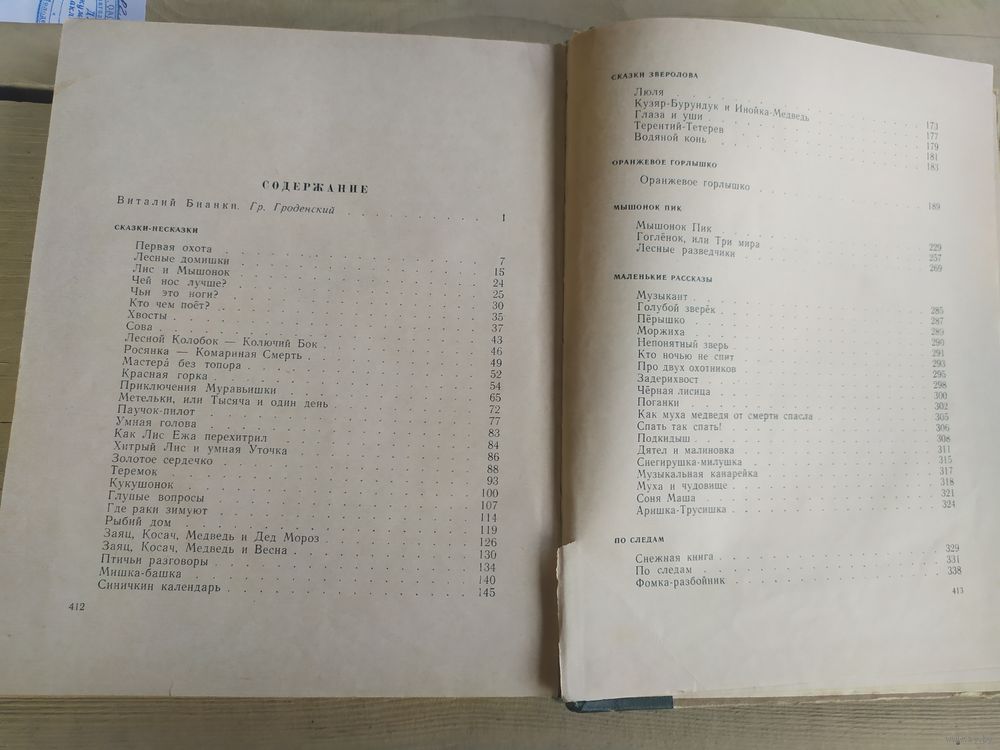 СОДЕРЖАНИЕ
Виталий Бианки. Гр. Гроденский . . . . . . . . 1
СКАЗКИ-НЕСКАЗКИ
Первая охота . . . . . . . . 7
Лесные домишки . . . . . . . . 15
Лис и Мышонок . . . . . . . . 24
Чей нос лучше? . . . . . . . . 25
Чьи это ноги? . . . . . . . . 30
Кто чем поёт? . . . . . . . . 35
Хвосты . . . . . . . . 37
Сова . . . . . . . . 43
Лесной Колобок — Колючий Бок . . . . . . . . 46
Росянка — Комариная Смерть . . . . . . . . 49
Мастера́ без топора . . . . . . . . 52
Красная горка . . . . . . . . 54
Приключения Муравьишки . . . . . . . . 65
Метельки, или Тысяча и один день . . . . . . . . 72
Паучок-пилот . . . . . . . . 77
Умная голова . . . . . . . . 83
Как Лис Ежа перехитрил . . . . . . . . 84
Хитрый Лис и умная Уточка . . . . . . . . 86
Золотое сердечко . . . . . . . . 88
Теремок . . . . . . . . 93
Кукушонок . . . . . . . . 100
Глупые вопросы . . . . . . . . 107
Где раки зимуют . . . . . . . . 114
Рыбий дом . . . . . . . . 119
Заяц, Косач, Медведь и Дед Мороз . . . . . . . . 126
Заяц, Косач, Медведь и Весна . . . . . . . . 130
Птичьи разговоры . . . . . . . . 134
Мишка-башка . . . . . . . . 140
Синичкин календарь . . . . . . . . 145
412
СКАЗКИ ЗВЕРОЛОВА
Люля . . . . . . . . 173
Кузяр-Бурундук и Инойка-Медведь . . . . . . . . 177
Глаза и уши . . . . . . . . 179
Терентий-Тетерев . . . . . . . . 181
Водяной конь . . . . . . . . 183
ОРАНЖЕВОЕ ГОРЛЫШКО
Оранжевое горлышко . . . . . . . . 189
МЫШОНОК ПИК
Мышонок Пик . . . . . . . . 229
Гоглёнок, или Три мира . . . . . . . . 257
Лесные разведчики . . . . . . . . 269
МАЛЕНЬКИЕ РАССКАЗЫ
Музыкант . . . . . . . . 285
Голубой зверёк . . . . . . . . 287
Пёрышко . . . . . . . . 289
Моржиха . . . . . . . . 290
Непонятный зверь . . . . . . . . 291
Кто ночью не спит . . . . . . . . 293
Про двух охотников . . . . . . . . 295
Задерихвост . . . . . . . . 298
Чёрная лисица . . . . . . . . 300
Поганки . . . . . . . . 302
Как муха медведя от смерти спасла . . . . . . . . 305
Спать так спать! . . . . . . . . 306
Подкидыш . . . . . . . . 308
Дятел и малиновка . . . . . . . . 311
Снегирушка-милушка . . . . . . . . 315
Музыкальная канарейка . . . . . . . . 317
Муха и чудовище . . . . . . . . 318
Соня Маша . . . . . . . . 321
Аришка-Трусишка . . . . . . . . 324
ПО СЛЕДАМ
Снежная книга . . . . . . . . 329
По следам . . . . . . . . 331
Фомка-разбойник . . . . . . . . 338
413